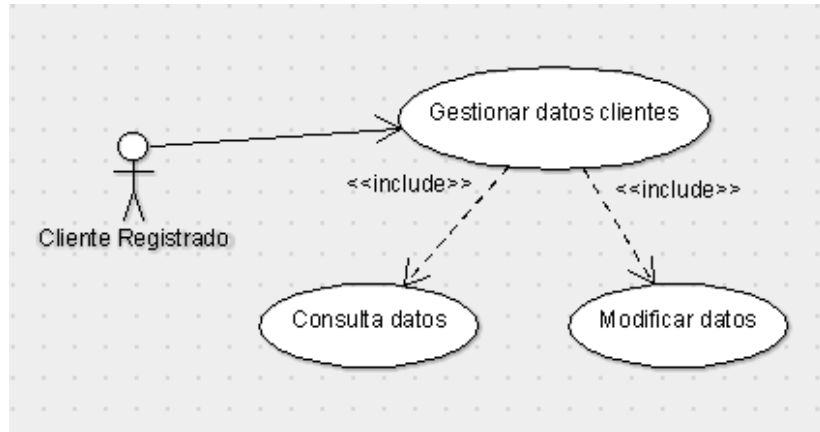 Gestionar datos clientes
<<include>>
<<include>>
Cliente Registrado
Consulta datos
Modificar datos